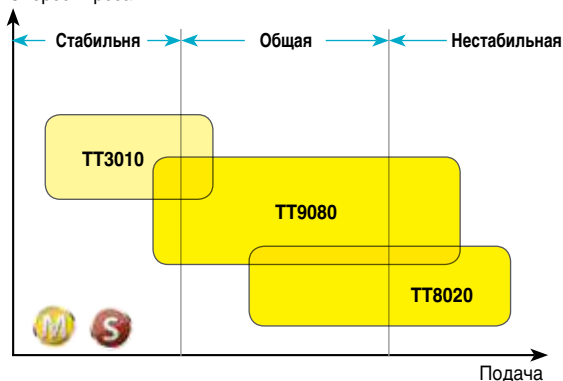 Стабильня Общая Нестабильная
TT3010
TT9080
TT8020
M S
Подача